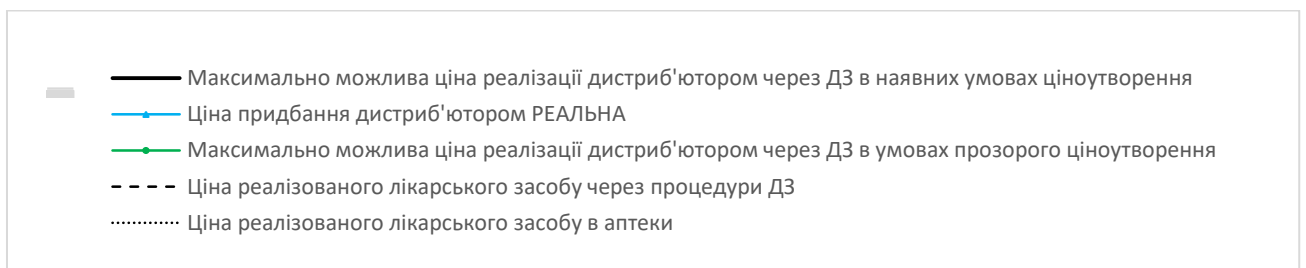 Максимально можлива ціна реалізації дистриб'ютором через ДЗ в наявних умовах ціноутворення
Ціна придбання дистриб'ютором РЕАЛЬНА
Максимально можлива ціна реалізації дистриб'ютором через ДЗ в умовах прозорого ціноутворення
Ціна реалізованого лікарського засобу через процедури ДЗ
Ціна реалізованого лікарського засобу в аптеки